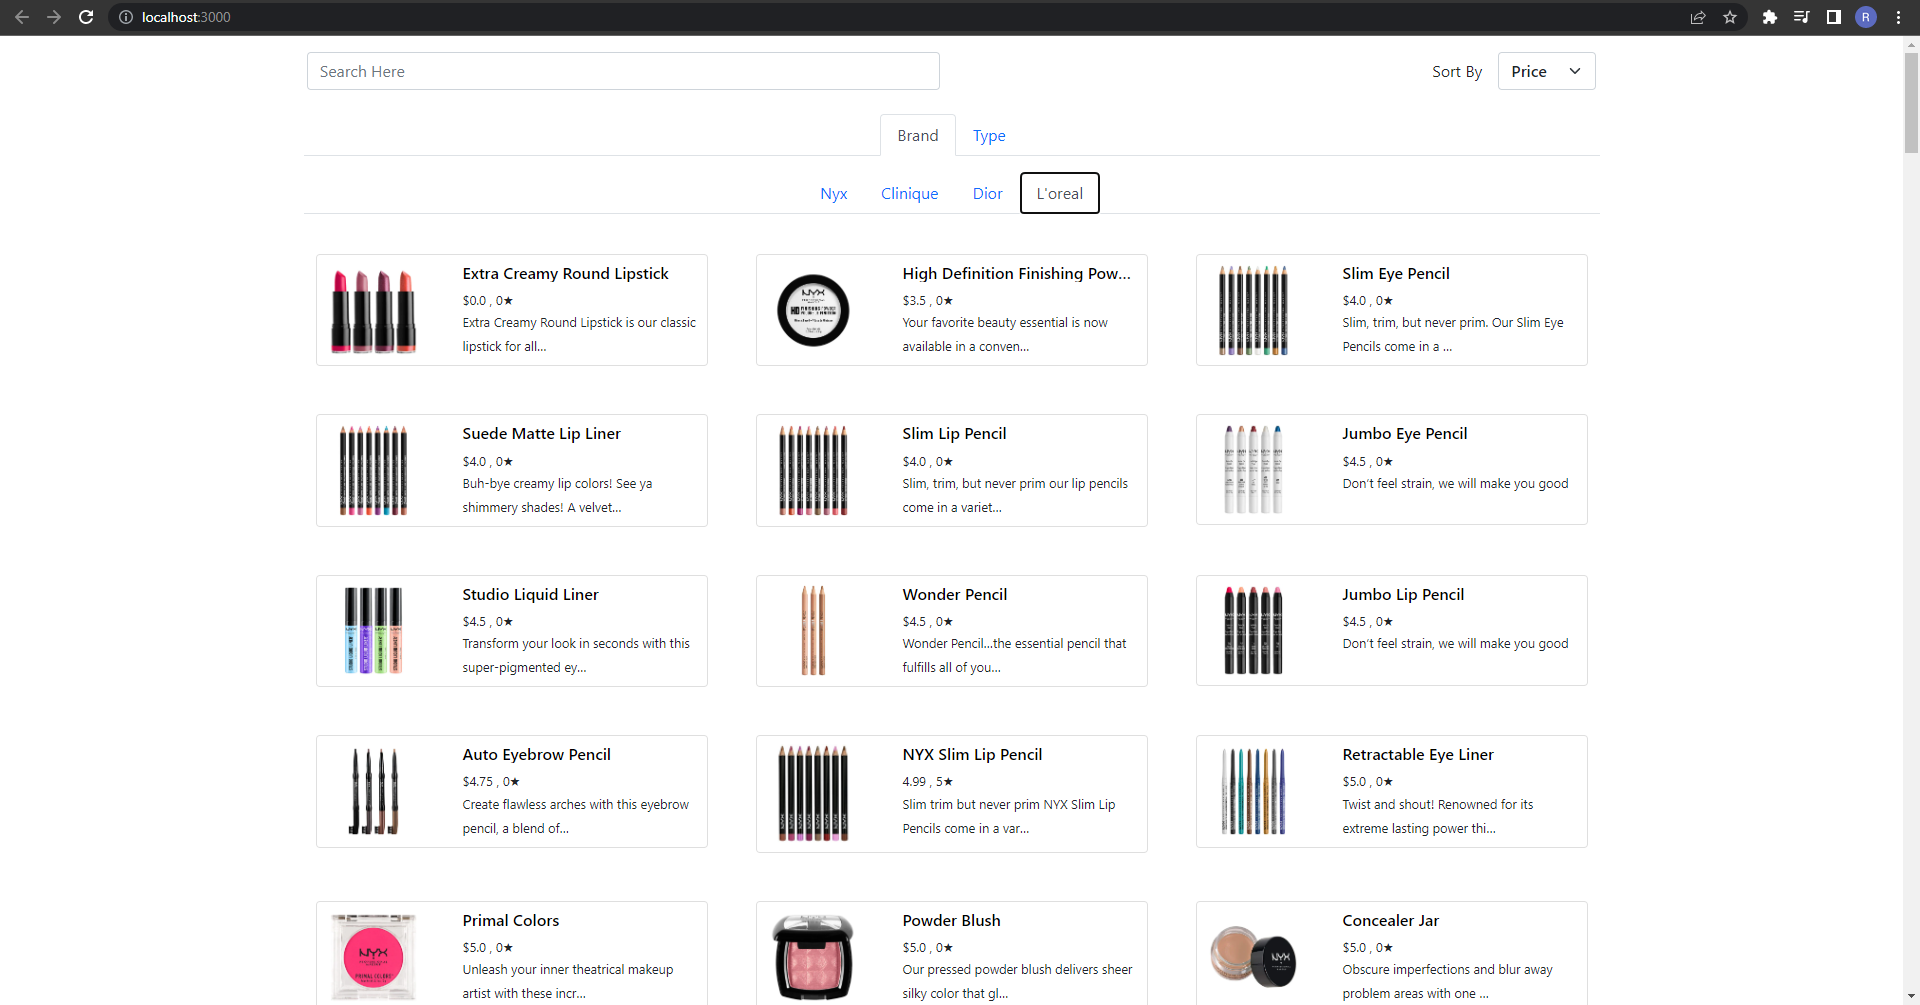 localhost:3000
R
Search Here
Sort By
Price
Brand
Type
Nyx
Clinique
Dior
L'oreal
Extra Creamy Round Lipstick
$0.0 , 0★
Extra Creamy Round Lipstick is our classic
lipstick for all...
NYX
High Definition Finishing Pow...
$3.5 , 0★
Your favorite beauty essential is now
available in a conven...
Slim Eye Pencil
$4.0 , 0★
Slim, trim, but never prim. Our Slim Eye
Pencils come in a ...
Suede Matte Lip Liner
$4.0 , 0★
Buh-bye creamy lip colors! See ya
shimmery shades! A velvet...
Slim Lip Pencil
$4.0 , 0★
Slim, trim, but never prim our lip pencils
come in a variet...
Jumbo Eye Pencil
$4.5 , 0★
Don’t feel strain, we will make you good
Studio Liquid Liner
$4.5 , 0★
Transform your look in seconds with this
super-pigmented ey...
Wonder Pencil
$4.5 , 0★
Wonder Pencil...the essential pencil that
fulfills all of you...
Jumbo Lip Pencil
$4.5 , 0★
Don’t feel strain, we will make you good
Auto Eyebrow Pencil
$4.75 , 0★
Create flawless arches with this eyebrow
pencil, a blend of...
NYX Slim Lip Pencil
4.99 , 5★
Slim trim but never prim NYX Slim Lip
Pencils come in a var...
Retractable Eye Liner
$5.0 , 0★
Twist and shout! Renowned for its
extreme lasting power thi...
NYX
PRIMAL COLORS
Primal Colors
$5.0 , 0★
Unleash your inner theatrical makeup
artist with these incr...
Powder Blush
$5.0 , 0★
Our pressed powder blush delivers sheer
silky color that gl...
NYX
Concealer Jar
$5.0 , 0★
Obscure imperfections and blur away
problem areas with one ...